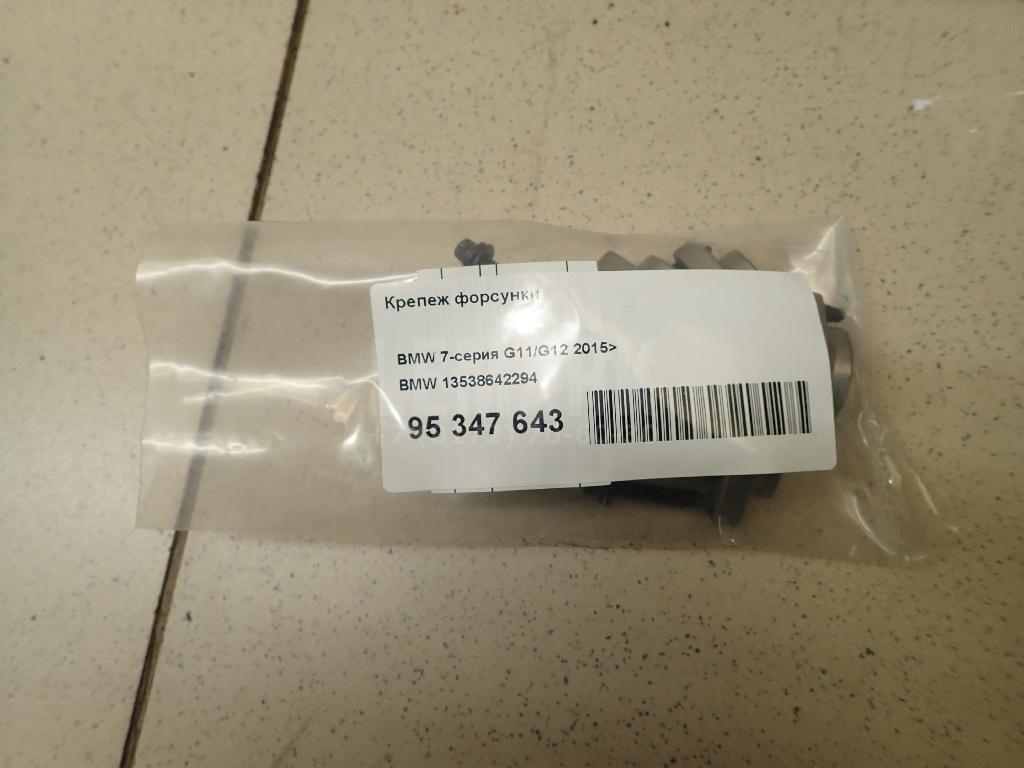 Крепеж форсунки
BMW 7-серия G11/G12 2015>
BMW 13538642294
95 347 643